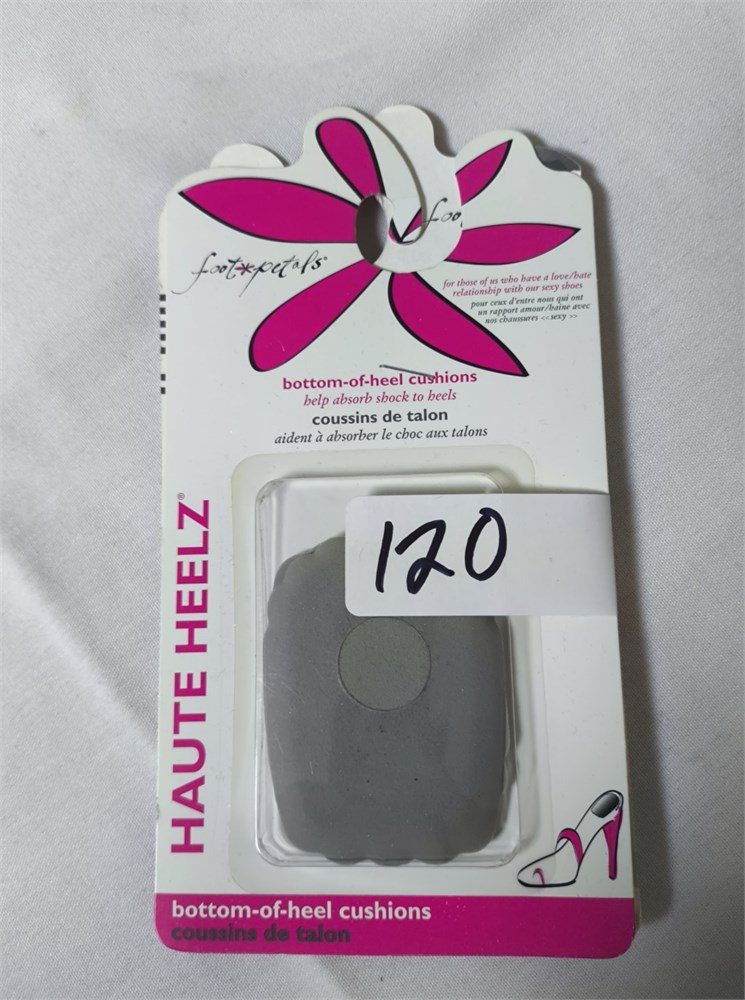 foo
foot petals®
for those of us who have a love/hate
relationship with our sexy shoes
pour ceux d'entre nous qui ont
un rapport amour/haine avec
nos chaussures <<sexy >>
bottom-of-heel cushions
help absorb shock to heels
coussins de talon
aident à absorber le choc aux talons
120
HAUTE HEELZ®
bottom-of-heel cushions
coussins de talon